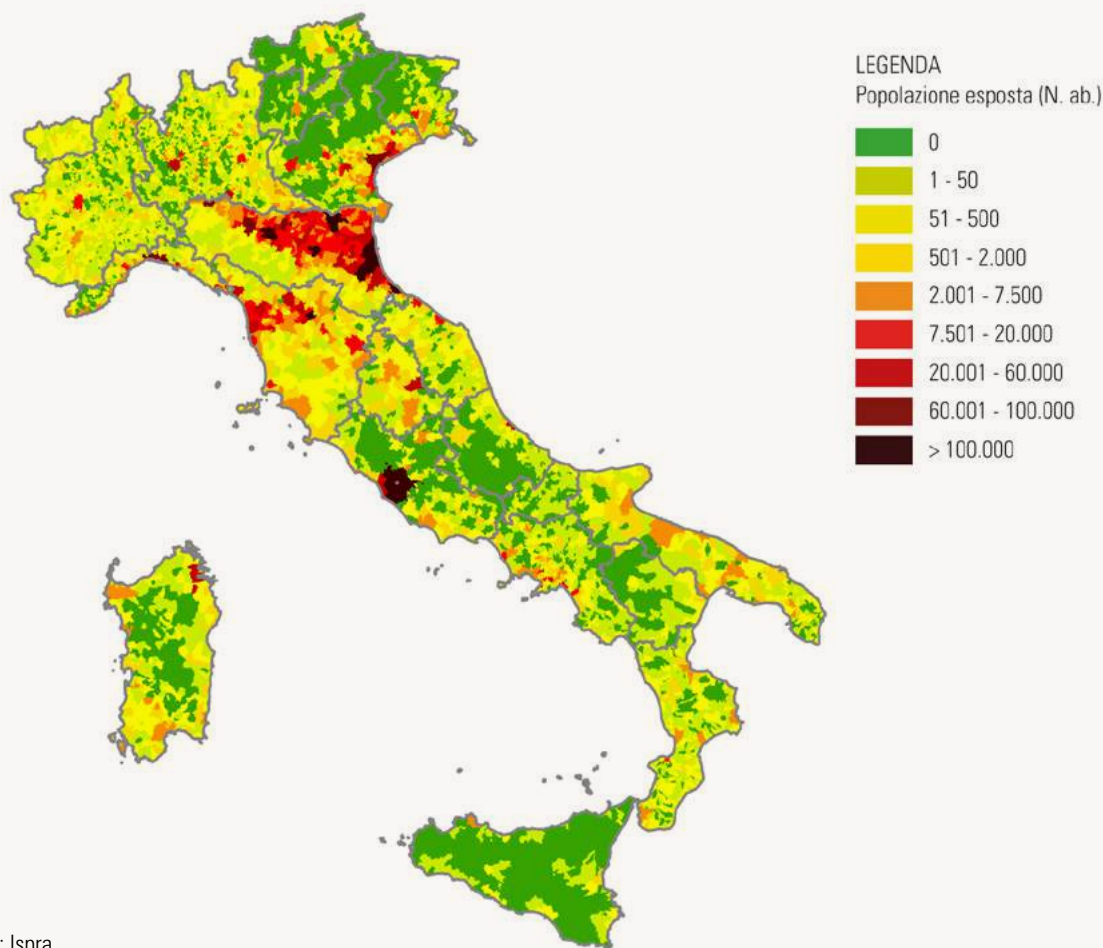 LEGENDA
Popolazione esposta (N. ab.)
0
1 - 50
51 - 500
501 - 2.000
2.001 - 7.500
7.501 - 20.000
20.001 - 60.000
60.001 - 100.000
> 100.000
: Ispra